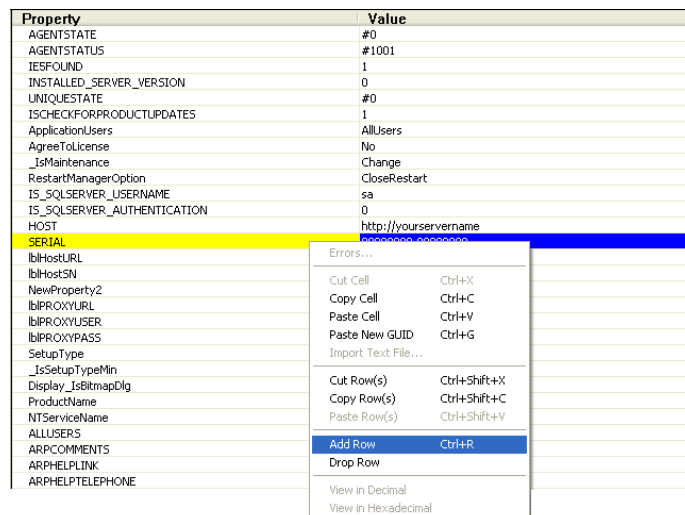 Property Value
AGENTSTATE #0
AGENTSTATUS #1001
IE5FOUND 1
INSTALLED_SERVER_VERSION 0
UNIQUESTATE #0
ISCHECKFORPRODUCTUPDATES 1
ApplicationUsers AllUsers
AgreeToLicense No
_IsMaintenance Change
RestartManagerOption CloseRestart
IS_SQLSERVER_USERNAME sa
IS_SQLSERVER_AUTHENTICATION 0
HOST http://yourservername
SERIAL 00000000-00000000
lblHostURL
lblHostSN
NewProperty2
lblPROXYURL
lblPROXYUSER
lblPROXYPASS
SetupType
_IsSetupTypeMin
Display_IsBitmapDlg
ProductName
NTServiceName
ALLUSERS
ARPCOMMENTS
ARPHELPLINK
ARPHELPTELEPHONE
Errors...
Cut Cell Ctrl+X
Copy Cell Ctrl+C
Paste Cell Ctrl+V
Paste New GUID Ctrl+G
Import Text File...
Cut Row(s) Ctrl+Shift+X
Copy Row(s) Ctrl+Shift+C
Paste Row(s) Ctrl+Shift+V
Add Row Ctrl+R
Drop Row
View in Decimal
View in Hexadecimal